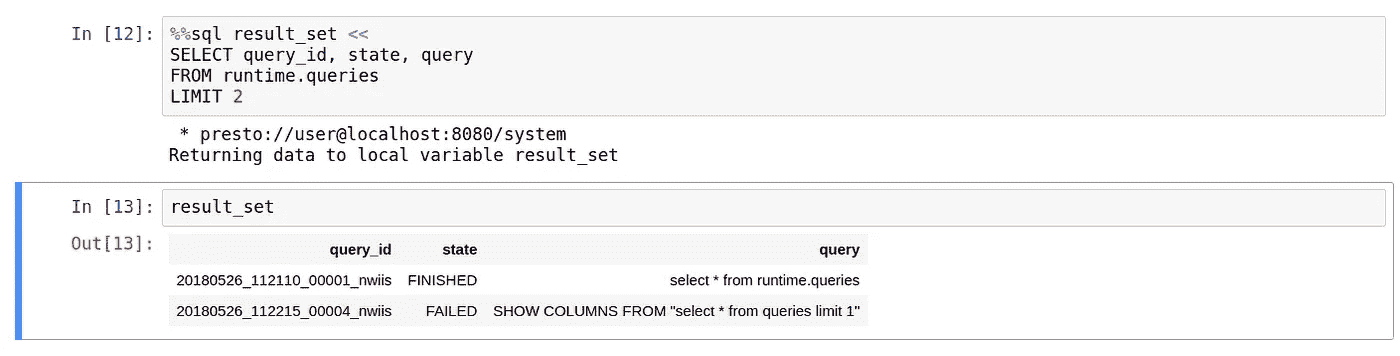 In [12]: %%sql result_set <<
SELECT query_id, state, query
FROM runtime.queries
LIMIT 2
* presto://user@localhost:8080/system
Returning data to local variable result_set
In [13]: result_set
Out[13]:
query_id state query
20180526_112110_00001_nwiis FINISHED select * from runtime.queries
20180526_112215_00004_nwiis FAILED SHOW COLUMNS FROM "select * from queries limit 1"